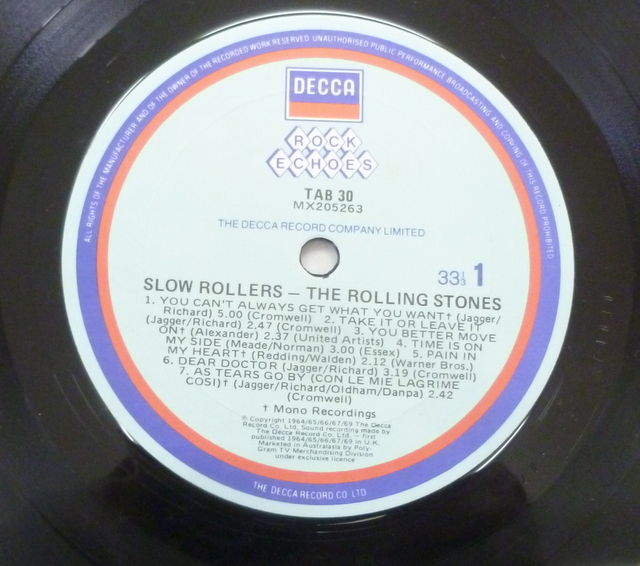 ALL RIGHTS OF THE MANUFACTURER AND OF THE OWNER OF THE RECORDED WORK RESERVED UNAUTHORISED PUBLIC PERFORMANCE BROADCASTING AND COPYING OF THIS RECORD PROHIBITED
DECCA
ROCK
ECHOES
TAB 30
MX205263
THE DECCA RECORD COMPANY LIMITED
33⅓ 1
SLOW ROLLERS – THE ROLLING STONES
1. YOU CAN'T ALWAYS GET WHAT YOU WANT† (Jagger/
Richard) 5.00 (Cromwell) 2. TAKE IT OR LEAVE IT
(Jagger/Richard) 2.47 (Cromwell) 3. YOU BETTER MOVE
ON† (Alexander) 2.37 (United Artists) 4. TIME IS ON
MY SIDE (Meade/Norman) 3.00 (Essex) 5. PAIN IN
MY HEART† (Redding/Walden) 2.12 (Warner Bros.)
6. DEAR DOCTOR (Jagger/Richard) 3.19 (Cromwell)
7. AS TEARS GO BY (CON LE MIE LAGRIME
COSI)† (Jagger/Richard/Oldham/Danpa) 2.42
(Cromwell)
† Mono Recordings
© Copyright 1964/65/66/67/69 The Decca
Record Co. Ltd. Sound recording made by
The Decca Record Co. Ltd. – first
published 1964/65/66/67/69 in U.K.
Marketed in Australasia by Poly-
Gram TV Merchandising Division
under exclusive licence
THE DECCA RECORD CO LTD